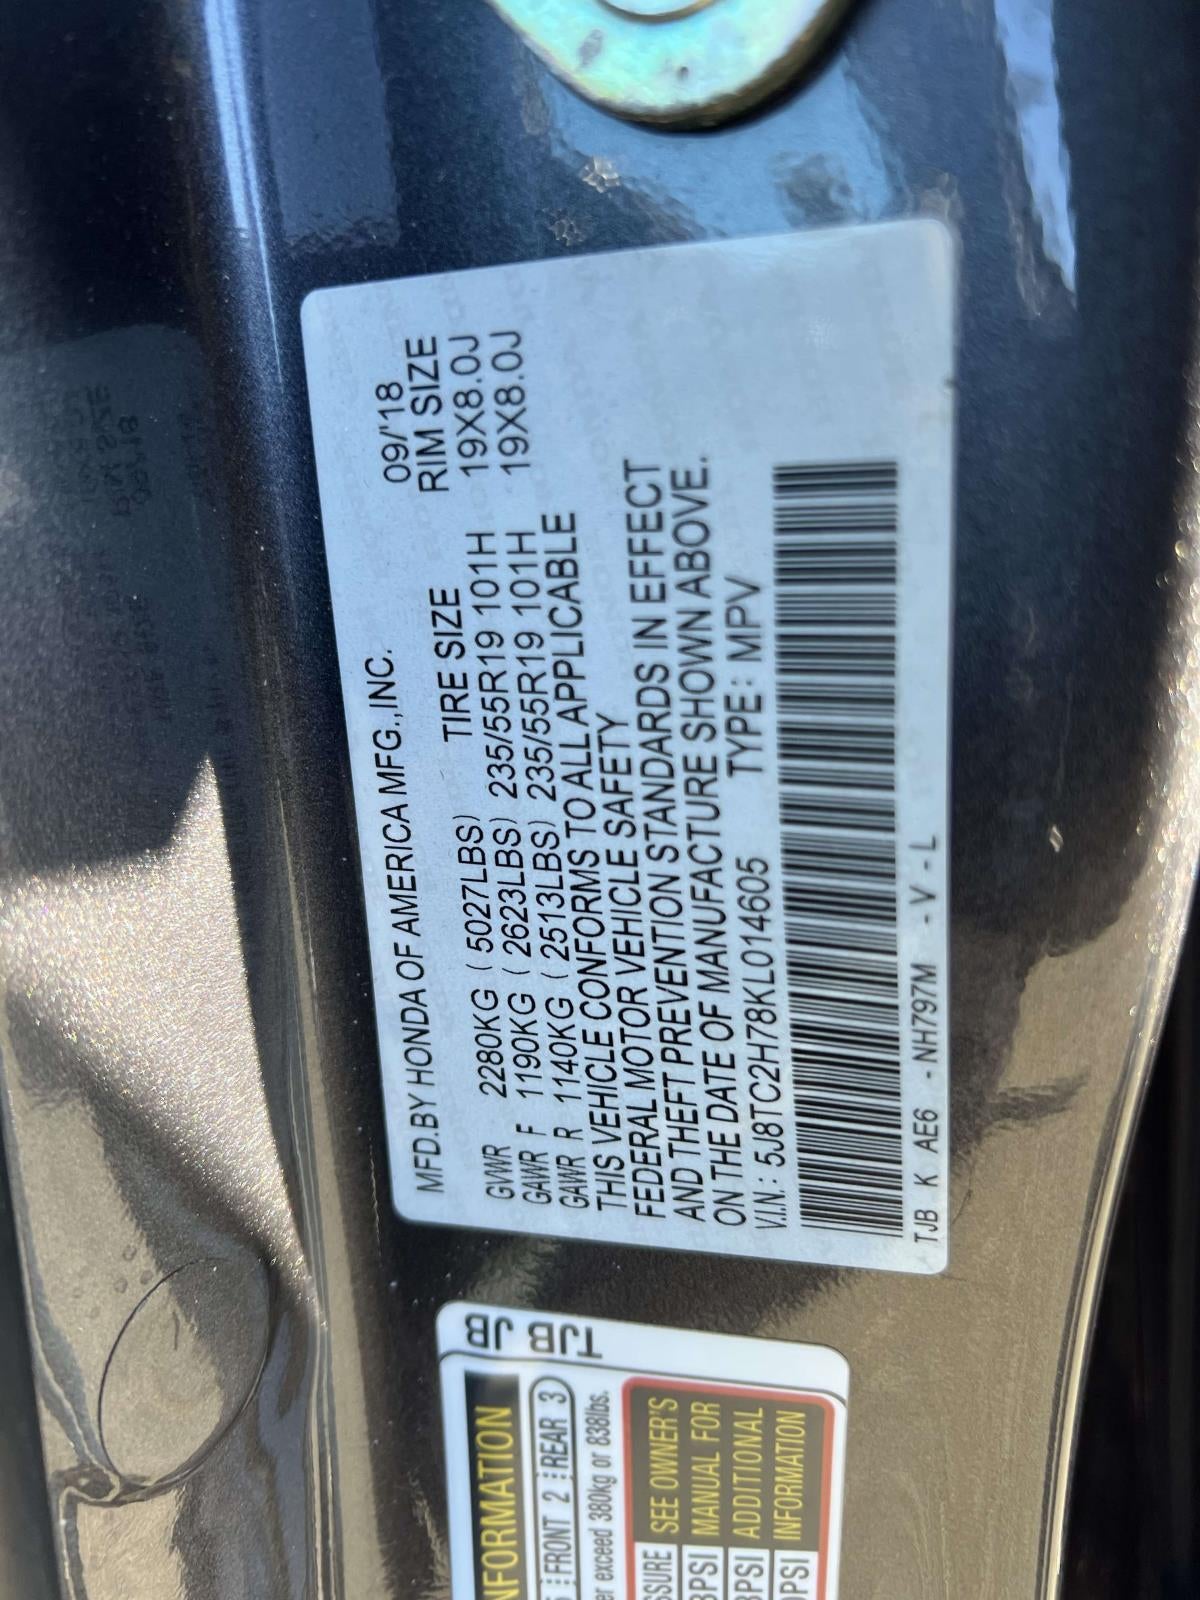 MFD.BY HONDA OF AMERICA MFG.,INC. 09/'18
TIRE SIZE RIM SIZE
GVWR 2280KG ( 5027LBS)
GAWR F 1190KG ( 2623LBS) 235/55R19 101H 19X8.0J
GAWR R 1140KG ( 2513LBS) 235/55R19 101H 19X8.0J
THIS VEHICLE CONFORMS TO ALL APPLICABLE
FEDERAL MOTOR VEHICLE SAFETY
AND THEFT PREVENTION STANDARDS IN EFFECT
ON THE DATE OF MANUFACTURE SHOWN ABOVE.
V.I.N.: 5J8TC2H78KL014605 TYPE: MPV
TJB K AE6 -NH797M -V-L
JB
TJB
FRONT 2 REAR 3
exceed 380kg or 838lbs.
SEE OWNER'S
MANUAL FOR
ADDITIONAL
INFORMATION